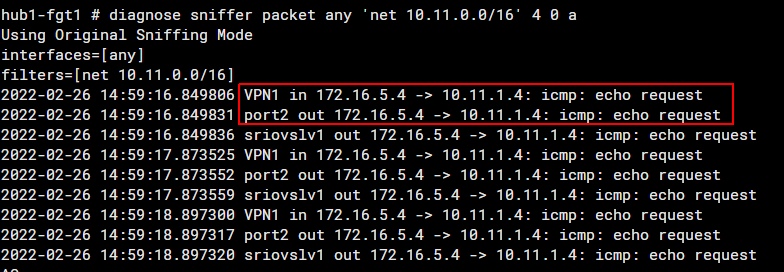 hub1-fgt1 # diagnose sniffer packet any 'net 10.11.0.0/16' 4 0 a
Using Original Sniffing Mode
interfaces=[any]
filters=[net 10.11.0.0/16]
2022-02-26 14:59:16.849806 VPN1 in 172.16.5.4 -> 10.11.1.4: icmp: echo request
2022-02-26 14:59:16.849831 port2 out 172.16.5.4 -> 10.11.1.4: icmp: echo request
2022-02-26 14:59:16.849836 sriovslv1 out 172.16.5.4 -> 10.11.1.4: icmp: echo request
2022-02-26 14:59:17.873525 VPN1 in 172.16.5.4 -> 10.11.1.4: icmp: echo request
2022-02-26 14:59:17.873552 port2 out 172.16.5.4 -> 10.11.1.4: icmp: echo request
2022-02-26 14:59:17.873559 sriovslv1 out 172.16.5.4 -> 10.11.1.4: icmp: echo request
2022-02-26 14:59:18.897300 VPN1 in 172.16.5.4 -> 10.11.1.4: icmp: echo request
2022-02-26 14:59:18.897317 port2 out 172.16.5.4 -> 10.11.1.4: icmp: echo request
2022-02-26 14:59:18.897320 sriovslv1 out 172.16.5.4 -> 10.11.1.4: icmp: echo request